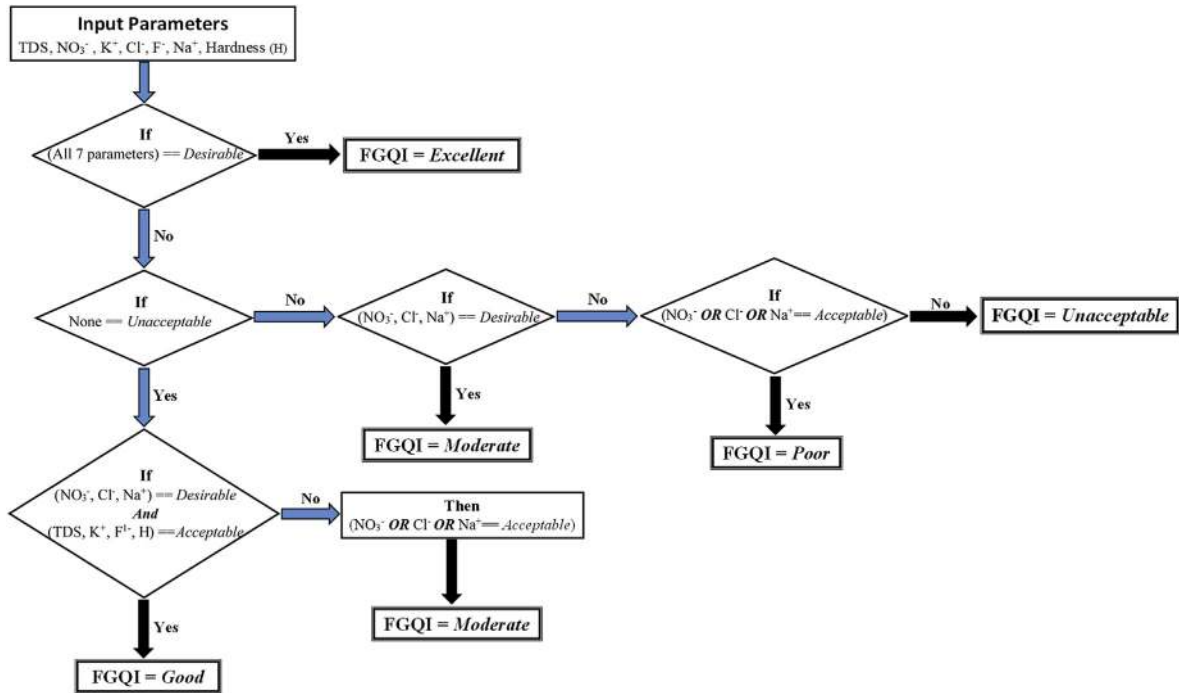 Input Parameters
TDS, NO₃⁻ , K⁺, Cl⁻, F⁻, Na⁺, Hardness (H)
If
(All 7 parameters) == Desirable
Yes
FGQI = Excellent
No
If
None == Unacceptable
No
If
(NO₃⁻, Cl⁻, Na⁺) == Desirable
No
If
(NO₃⁻ OR Cl⁻ OR Na⁺== Acceptable)
No
FGQI = Unacceptable
Yes
Yes
Yes
FGQI = Moderate
FGQI = Poor
If
(NO₃⁻, Cl⁻, Na⁺) == Desirable
And
(TDS, K⁺, F¹⁻, H) ==Acceptable
No
Then
(NO₃⁻ OR Cl⁻ OR Na⁺== Acceptable)
FGQI = Moderate
Yes
FGQI = Good